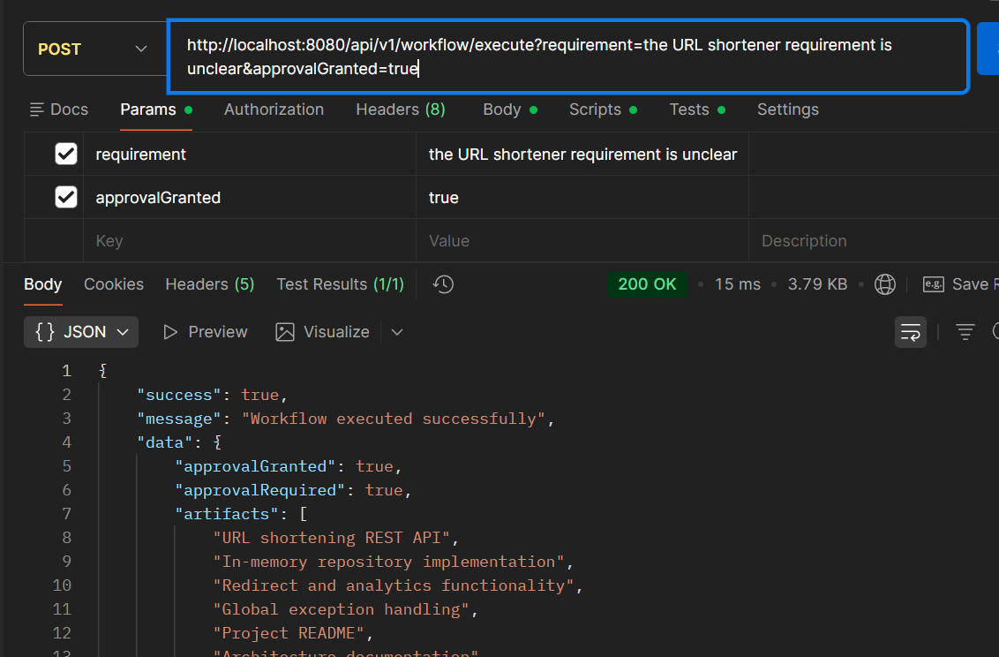 POST
http://localhost:8080/api/v1/workflow/execute?requirement=the URL shortener requirement is
unclear&approvalGranted=true
Docs Params Authorization Headers (8) Body Scripts Tests Settings
requirement the URL shortener requirement is unclear
approvalGranted true
Key Value Description
Body Cookies Headers (5) Test Results (1/1) 200 OK 15 ms 3.79 KB e.g. Save
{} JSON Preview Visualize
1 {
2 "success": true,
3 "message": "Workflow executed successfully",
4 "data": {
5 "approvalGranted": true,
6 "approvalRequired": true,
7 "artifacts": [
8 "URL shortening REST API",
9 "In-memory repository implementation",
10 "Redirect and analytics functionality",
11 "Global exception handling",
12 "Project README",
13 "Architecture documentation"